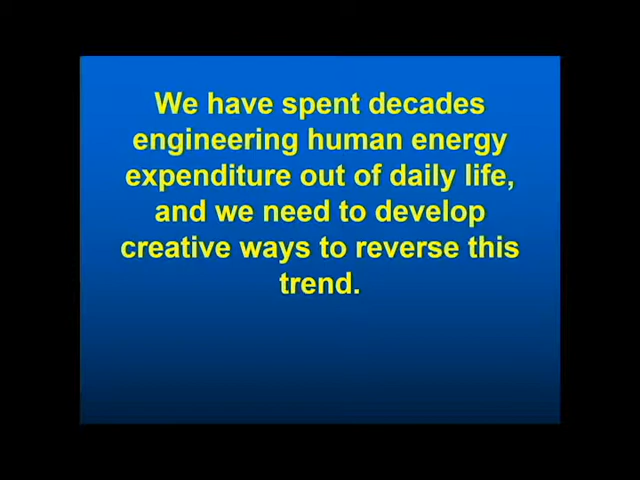 We have spent decades
engineering human energy
expenditure out of daily life,
and we need to develop
creative ways to reverse this
trend.